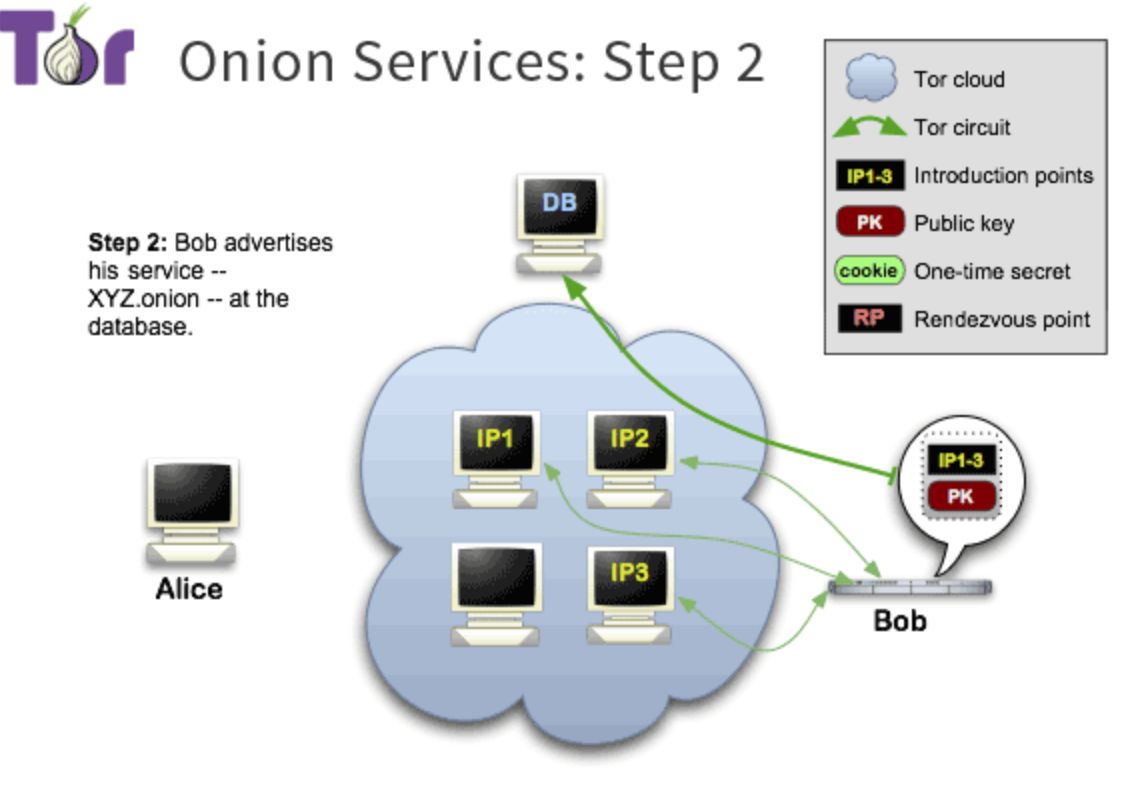 Tor
Onion Services: Step 2
Tor cloud
Tor circuit
IP1-3 Introduction points
PK Public key
cookie One-time secret
RP Rendezvous point
DB
Step 2: Bob advertises
his service --
XYZ.onion -- at the
database.
IP1
IP2
IP1-3
PK
IP3
Alice
Bob